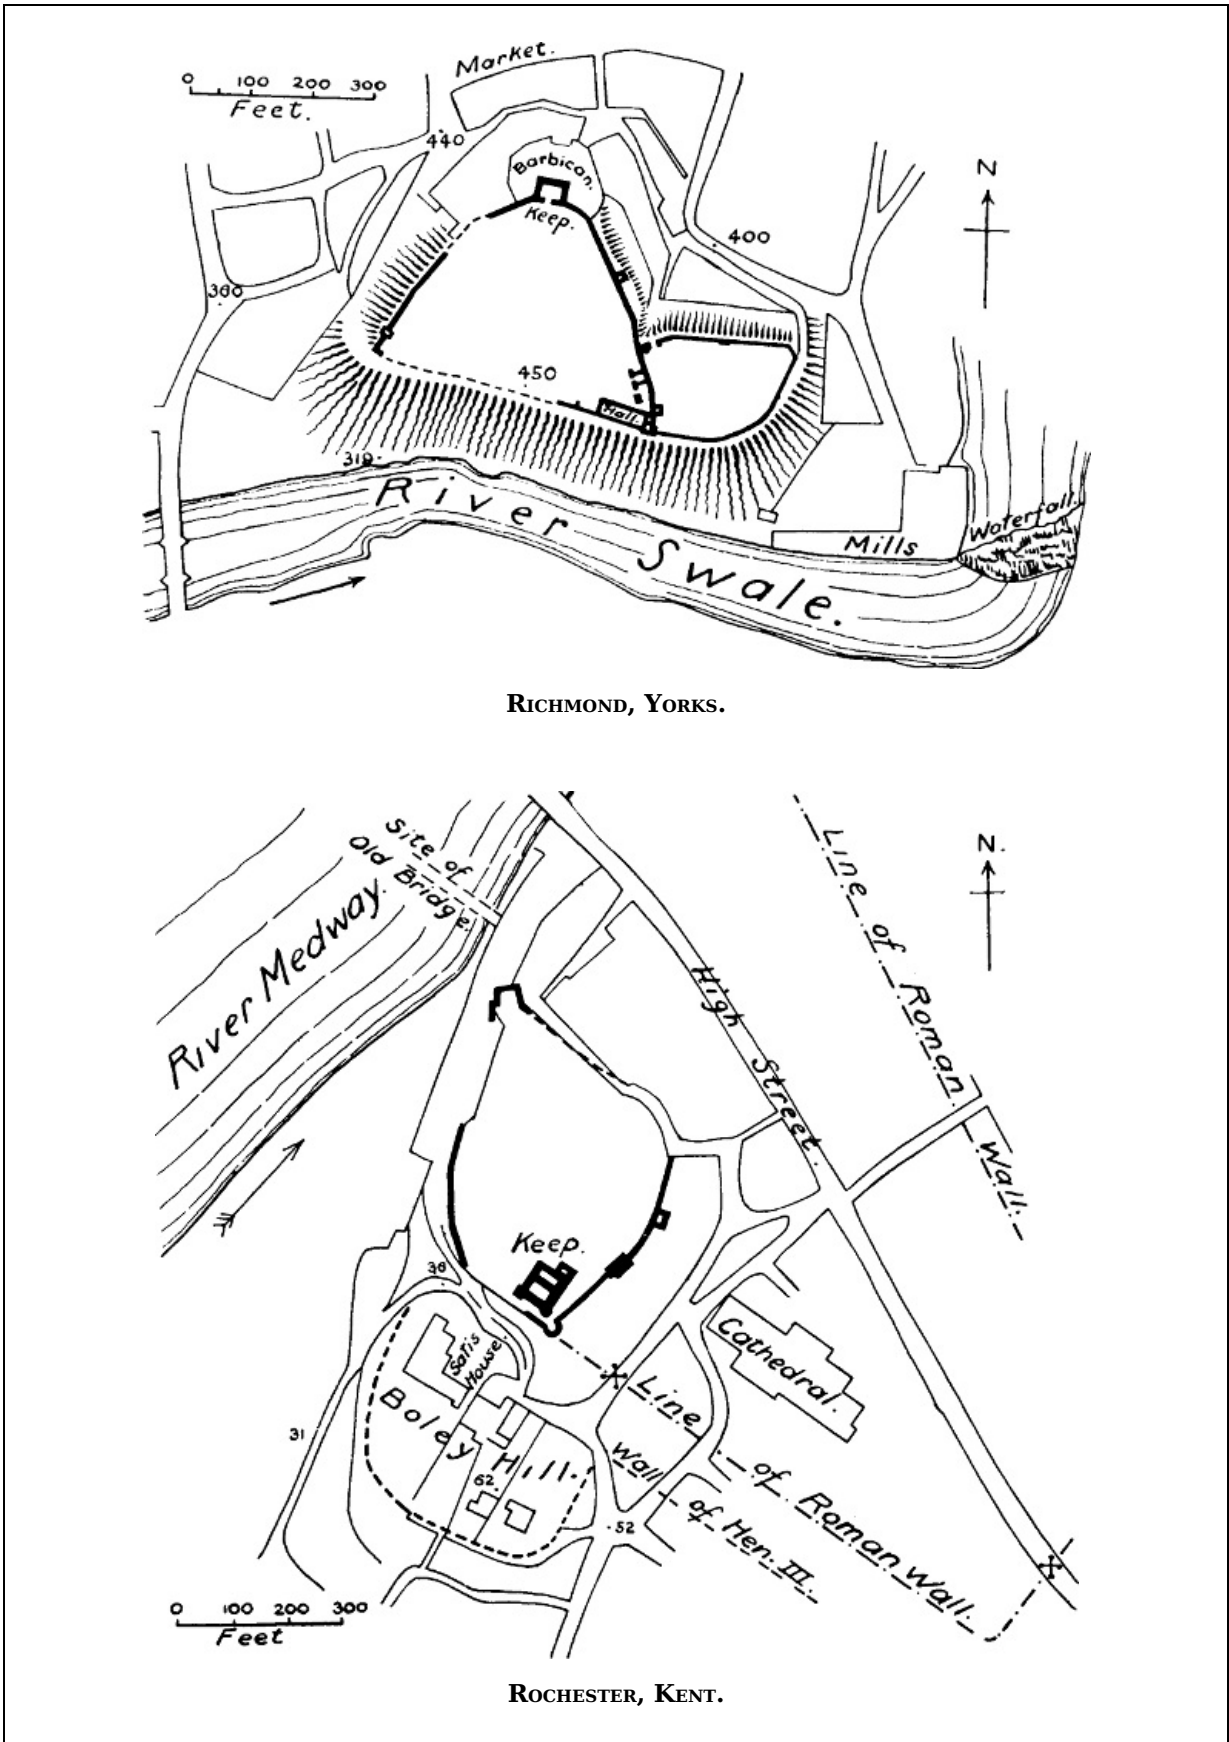 Market.
0 100 200 300
Feet.
440
Barbican.
Keep.
N
400
360
450
Hall.
310
River Swale.
Waterfall.
Mills
Richmond, Yorks.
Site of
Old Bridge.
River Medway.
Line of Roman Wall.
N.
High Street.
Keep.
36
Satis
House.
Cathedral.
Boley Hill.
31
62.
52
Line of Roman Wall.
Wall of Hen. III.
0 100 200 300
Feet
Rochester, Kent.